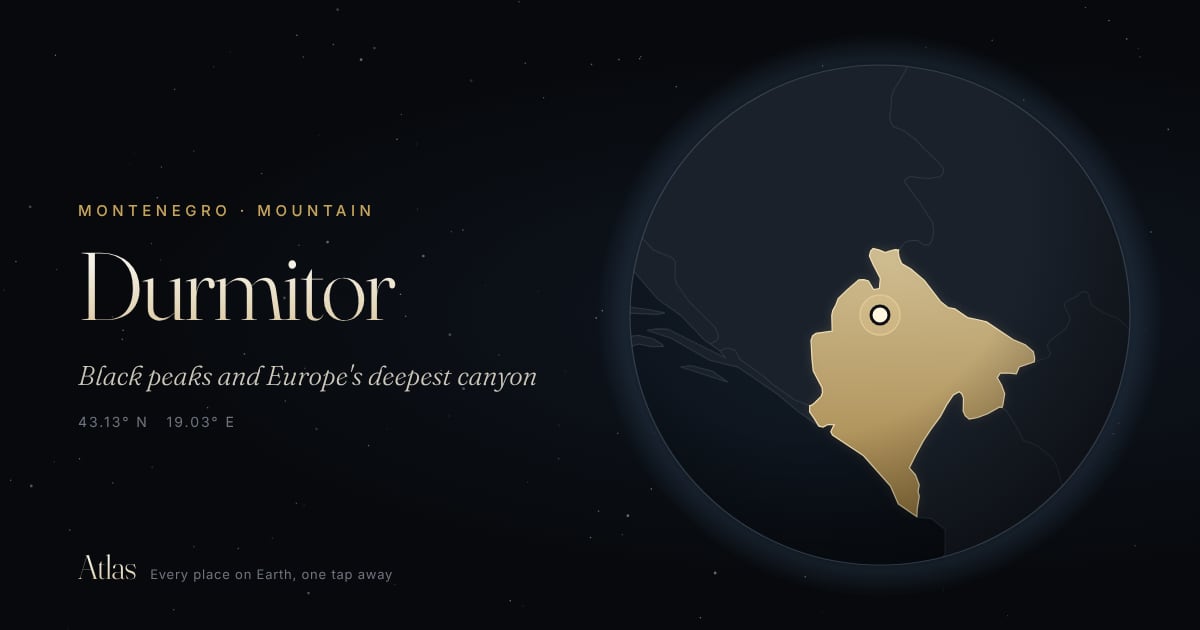 MONTENEGRO · MOUNTAIN
Durmitor
Black peaks and Europe's deepest canyon
43.13° N 19.03° E
Atlas Every place on Earth, one tap away